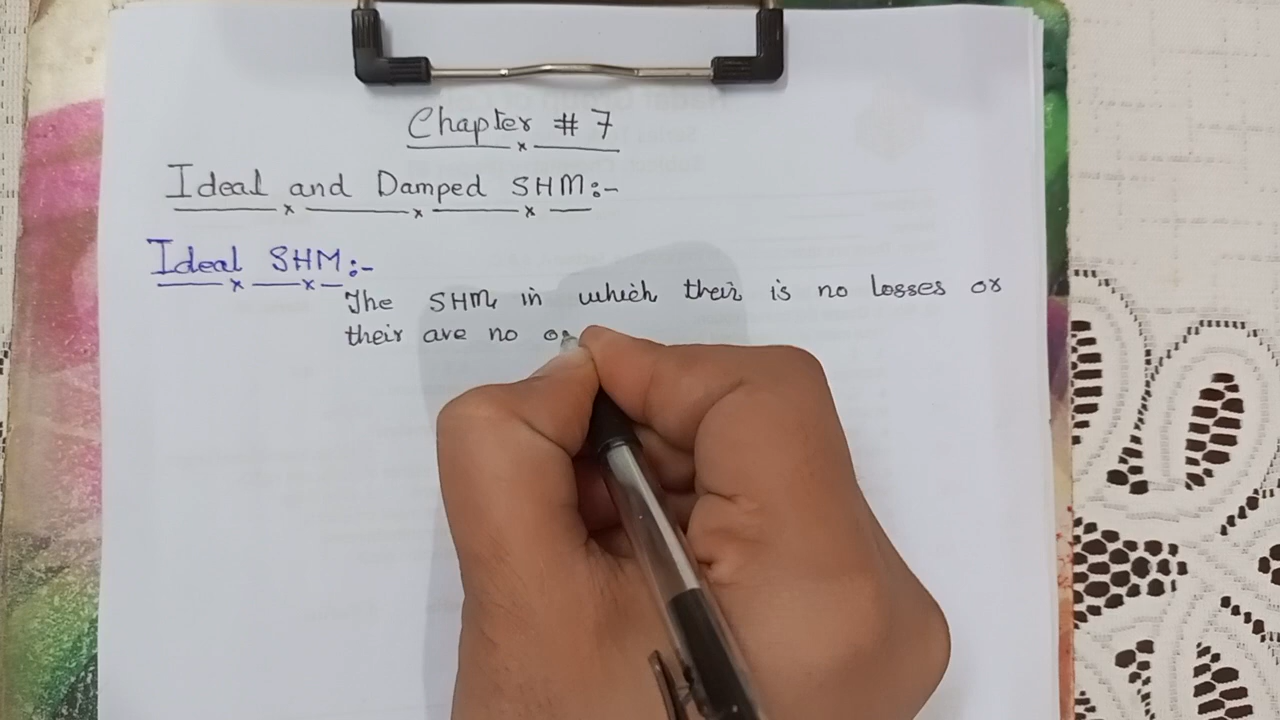 Chapter # 7
Ideal and Damped SHM:-
Ideal SHM:-
The SHM in which their is no losses or
their are no